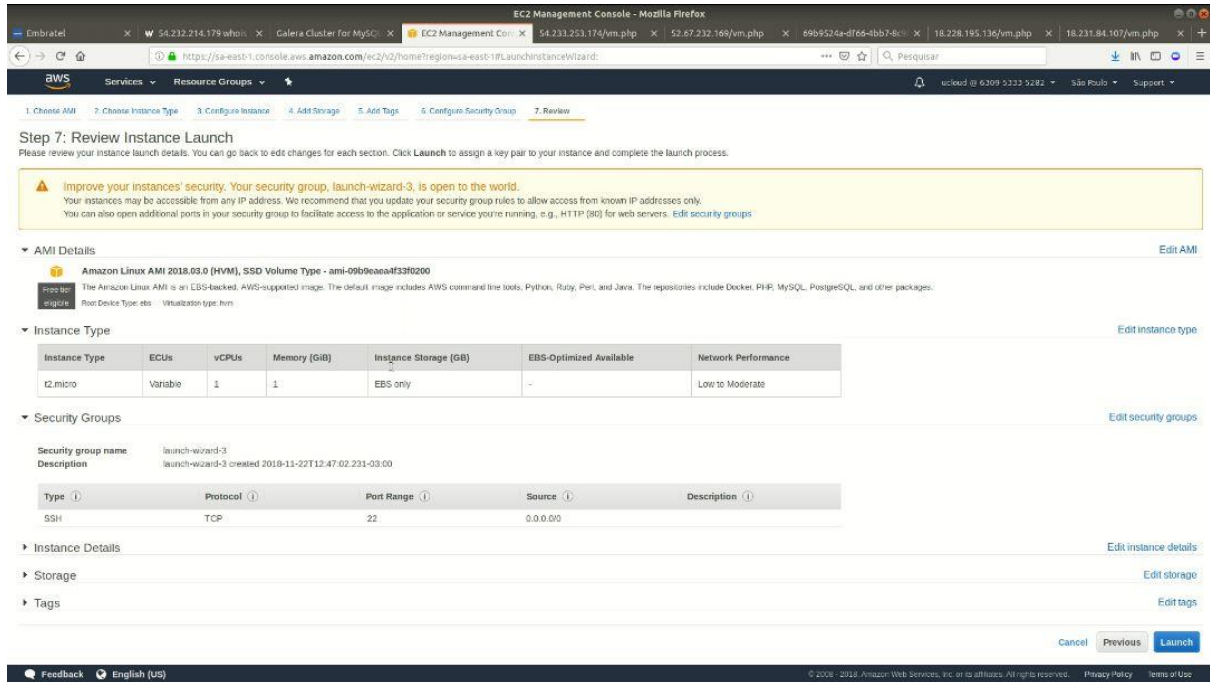 EC2 Management Console - Mozilla Firefox
Embratel
54.232.214.179 whois
Galera Cluster for MySQL
EC2 Management Con
54.233.253.174/vm.php
52.67.232.169/vm.php
69b9524a-df66-4bb7-8c
18.228.195.136/vm.php
18.231.84.107/vm.php
https://sa-east-1.console.aws.amazon.com/ec2/v2/home?region=sa-east-1#LaunchInstanceWizard:
Pesquisar
aws
Services
Resource Groups
ucloud @ 6309-5333-5282
São Paulo
Support
1. Choose AMI
2. Choose Instance Type
3. Configure Instance
4. Add Storage
5. Add Tags
6. Configure Security Group
7. Review
Step 7: Review Instance Launch
Please review your instance launch details. You can go back to edit changes for each section. Click Launch to assign a key pair to your instance and complete the launch process.
Improve your instances' security. Your security group, launch-wizard-3, is open to the world.
Your instances may be accessible from any IP address. We recommend that you update your security group rules to allow access from known IP addresses only.
You can also open additional ports in your security group to facilitate access to the application or service you're running, e.g., HTTP (80) for web servers. Edit security groups
AMI Details
Edit AMI
Amazon Linux AMI 2018.03.0 (HVM), SSD Volume Type - ami-09b9eaea4f33f0200
Free tier
eligible
The Amazon Linux AMI is an EBS-backed, AWS-supported image. The default image includes AWS command line tools, Python, Ruby, Perl, and Java. The repositories include Docker, PHP, MySQL, PostgreSQL, and other packages.
Root Device Type: ebs Virtualization type: hvm
Instance Type
Edit instance type
Instance Type ECUs vCPUs Memory (GiB) Instance Storage (GB) EBS-Optimized Available Network Performance
t2.micro Variable 1 1 EBS only - Low to Moderate
Security Groups
Edit security groups
Security group name launch-wizard-3
Description launch-wizard-3 created 2018-11-22T12:47:02.231-03:00
Type Protocol Port Range Source Description
SSH TCP 22 0.0.0.0/0
Instance Details
Edit instance details
Storage
Edit storage
Tags
Edit tags
Cancel Previous Launch
Feedback English (US)
© 2008 - 2018, Amazon Web Services, Inc. or its affiliates. All rights reserved. Privacy Policy Terms of Use